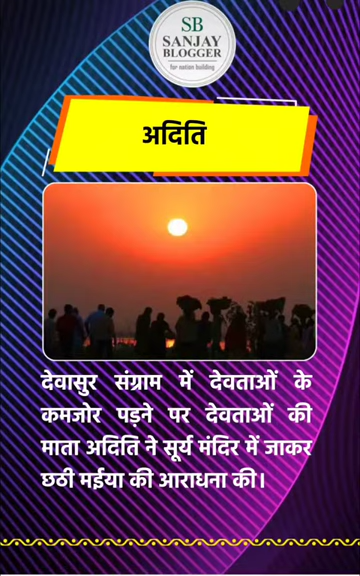 SB
SANJAY
BLOGGER
for nation building
अदिति
देवासुर संग्राम में देवताओं के
कमजोर पड़ने पर देवताओं की
माता अदिति ने सूर्य मंदिर में जाकर
छठी मईया की आराधना की।